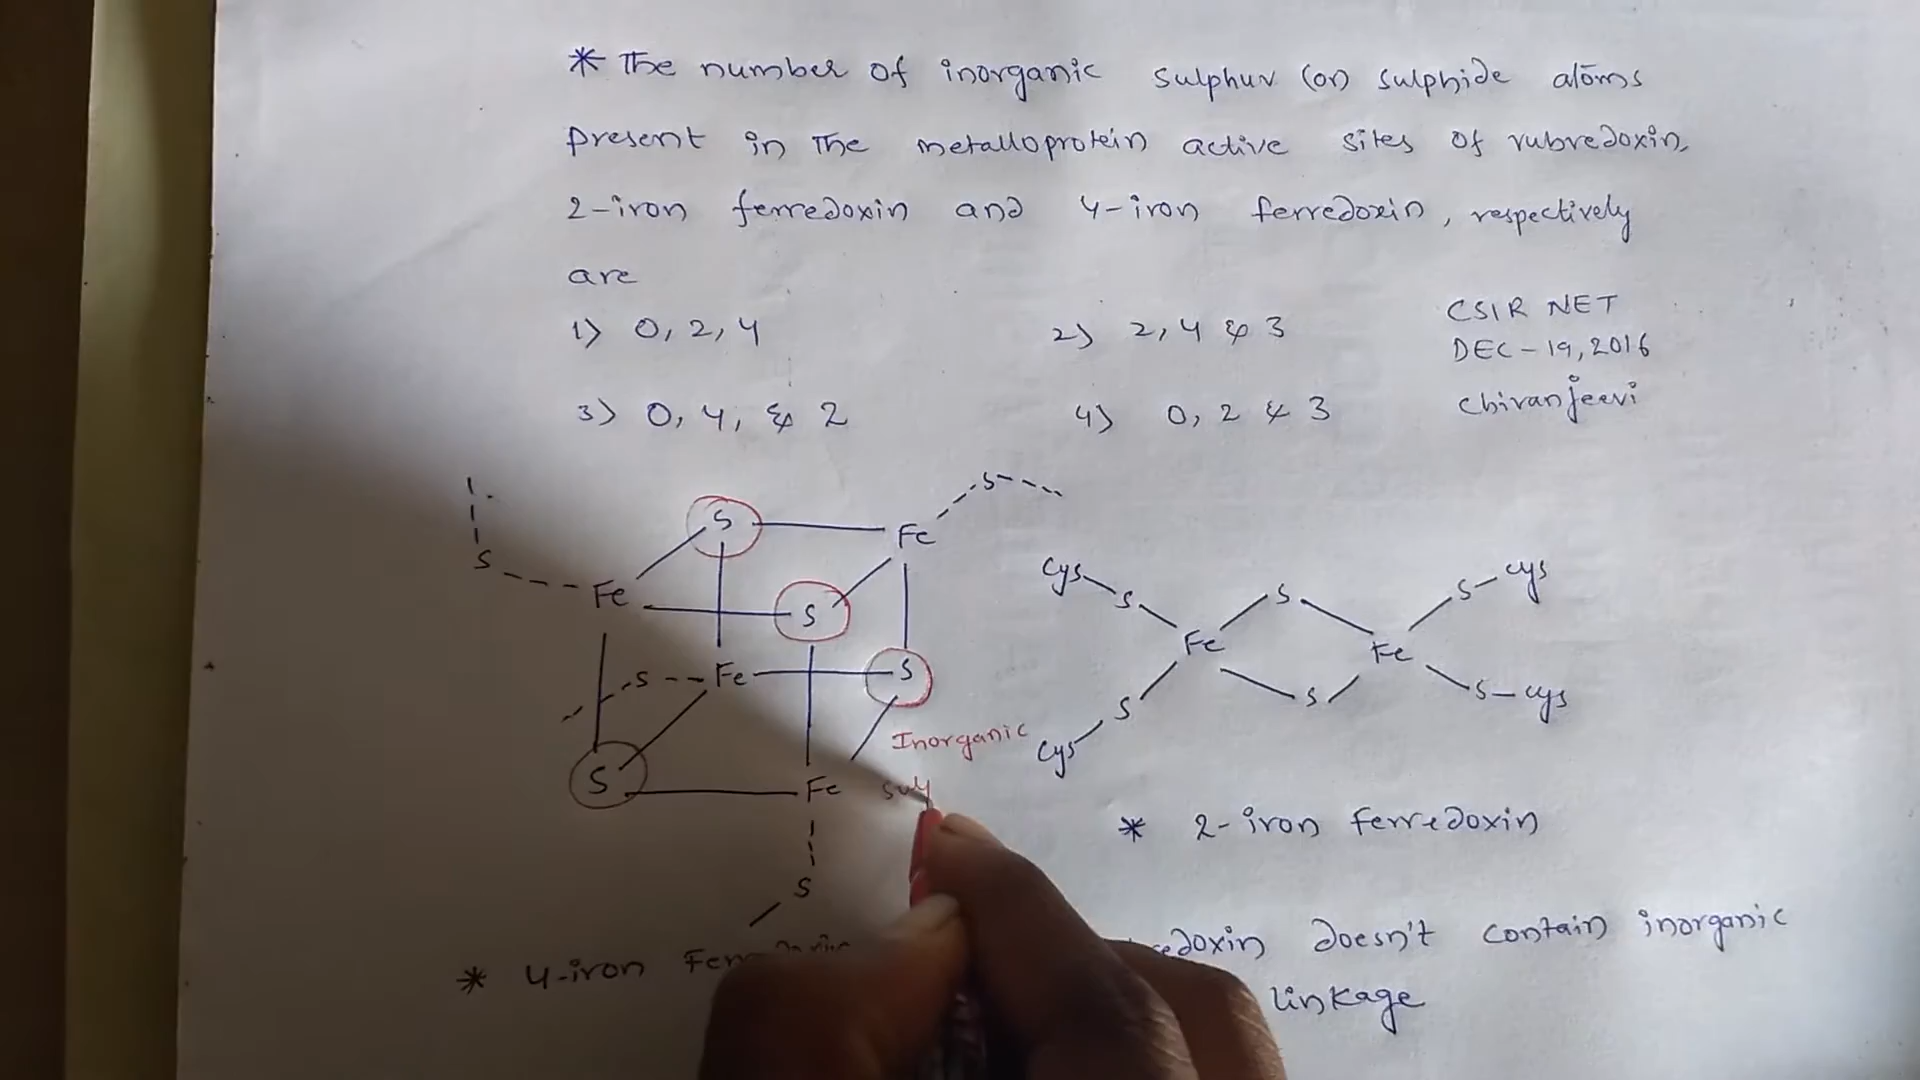 * The number of inorganic sulphur (or) sulphide atoms
present in the metalloprotein active sites of rubredoxin,
2-iron ferredoxin and 4-iron ferredoxin, respectively
are
1) 0, 2, 4
2) 2, 4 & 3
3) 0, 4, & 2
4) 0, 2 & 3
CSIR NET
DEC-19, 2016
Chiranjeevi
S
S
Fe
S
Fe
S
S
Fe
S
S
Fe
S
Inorganic
sul
* 4-iron
Cys
S
Fe
S
Cys
S
S
Fe
S-cys
S-cys
* 2-iron ferredoxin
doesn't contain inorganic
linkage